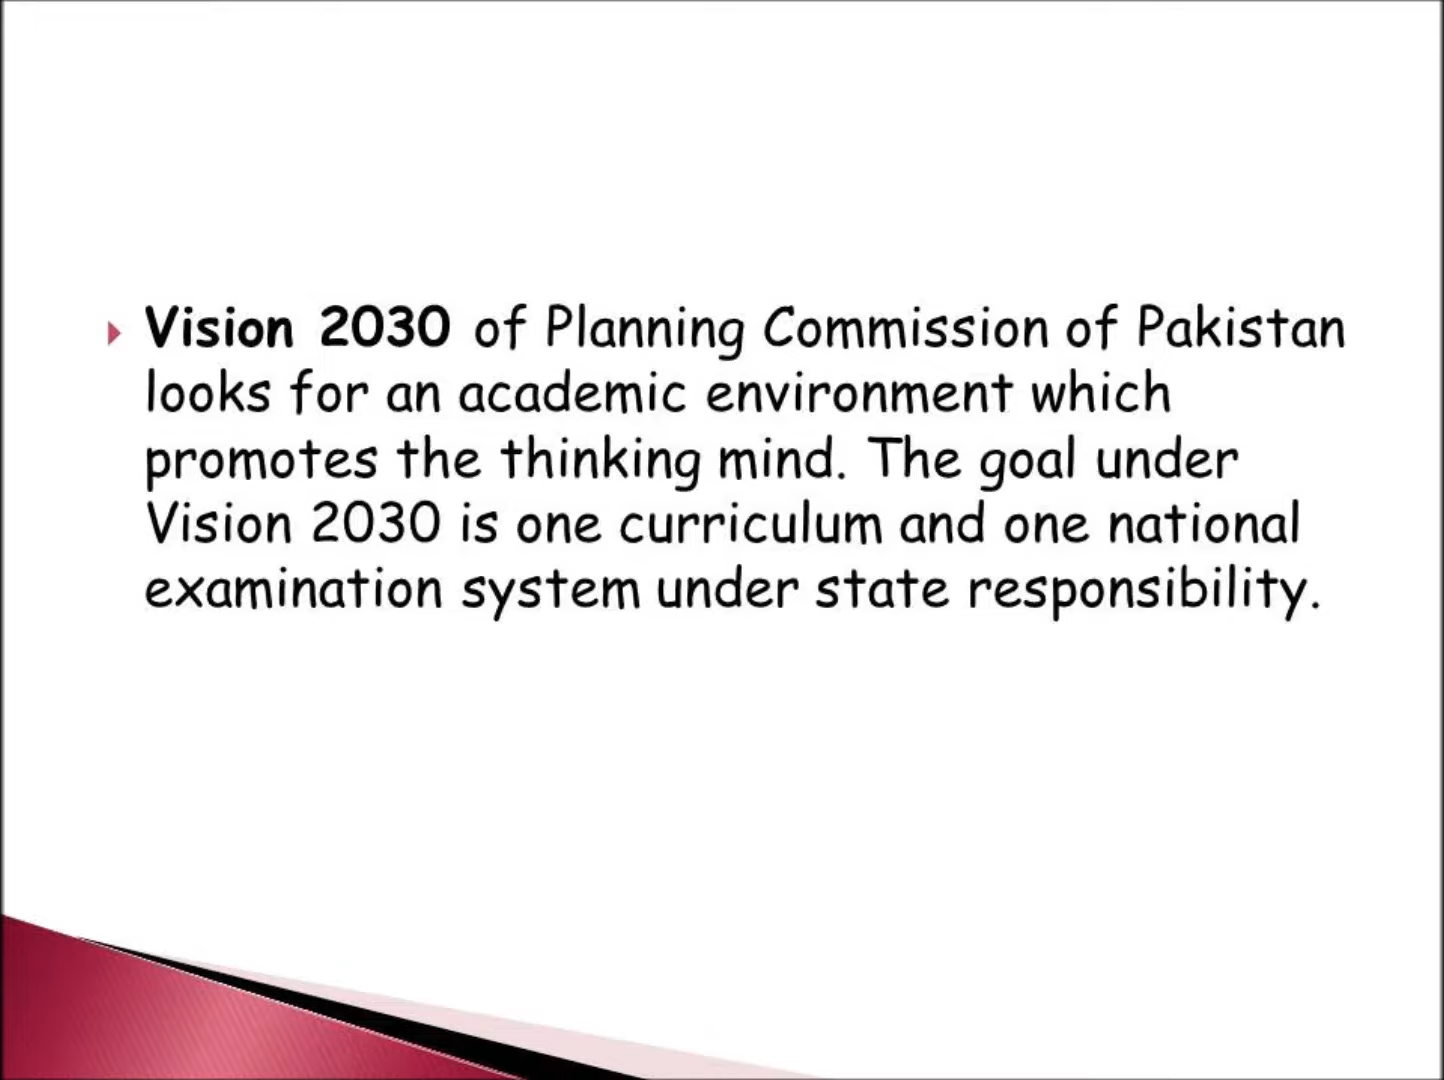 Vision 2030 of Planning Commission of Pakistan
looks for an academic environment which
promotes the thinking mind. The goal under
Vision 2030 is one curriculum and one national
examination system under state responsibility.